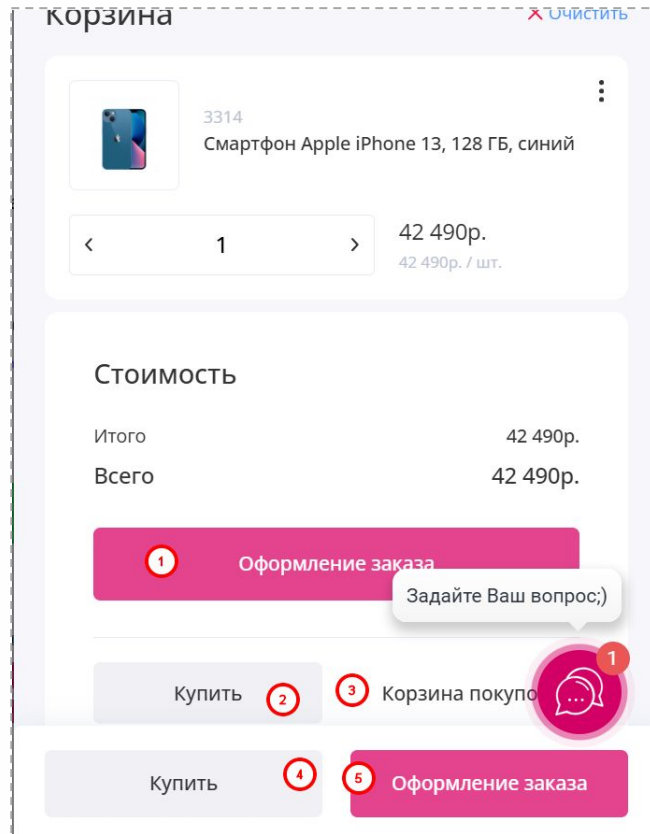 Корзина
Очистить
3314
Смартфон Apple iPhone 13, 128 ГБ, синий
1
42 490р.
42 490р. / шт.
Стоимость
Итого 42 490р.
Всего 42 490р.
1 Оформление заказа
Задайте Ваш вопрос;)
1
Купить 2
3 Корзина
Купить 4
5 Оформление заказа